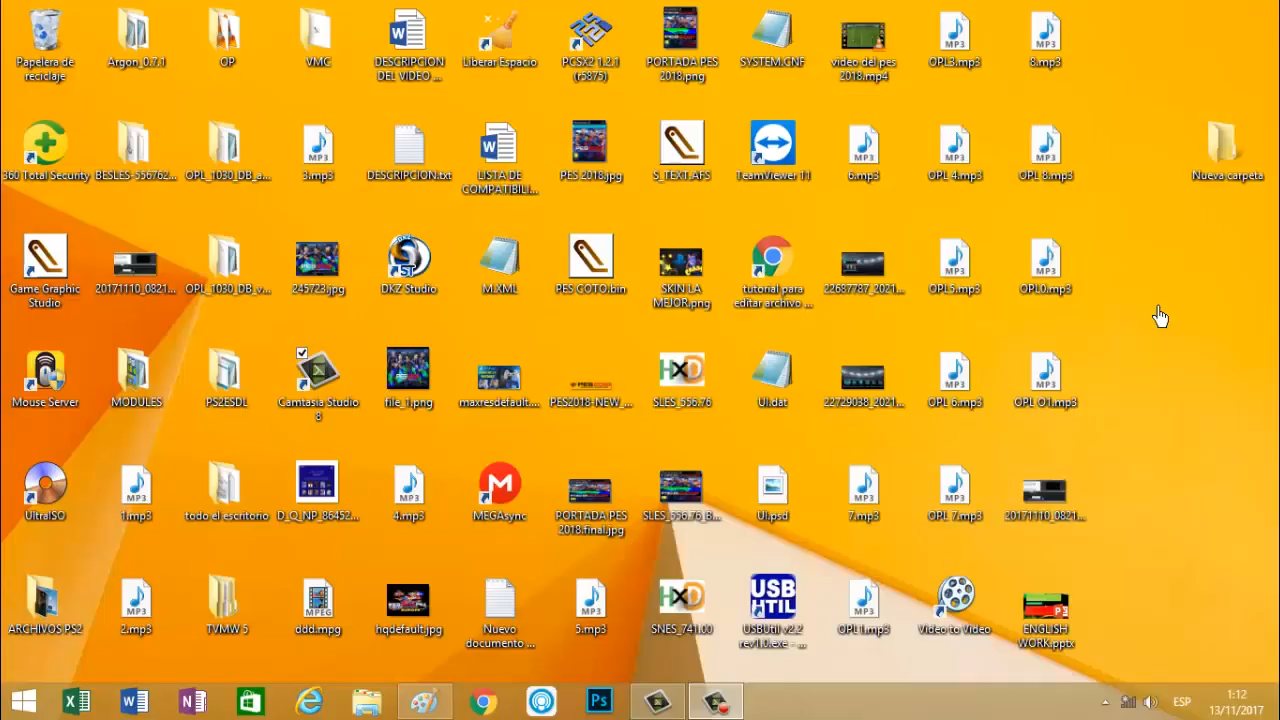 Papelera de
reciclaje
Argon_0.7.1
OP
VMC
DESCRIPCION
DEL VIDEO ...
Liberar Espacio
PCSX2 1.2.1
(r5875)
PORTADA PES
2018.png
SYSTEM.CNF
video del pes
2018.mp4
OPL3.mp3
8.mp3
360 Total Security
BESLES-556762...
OPL_1030_DB_a...
3.mp3
DESCRIPCION.txt
LISTA DE
COMPATIBILI...
PES 2018.jpg
S_TEXT.AFS
TeamViewer 11
6.mp3
OPL 4.mp3
OPL 8.mp3
Nueva carpeta
Game Graphic
Studio
20171110_0821...
OPL_1030_DB_v...
245723.jpg
DKZ Studio
M.XML
PES COTO.bin
SKIN LA
MEJOR.png
tutorial para
editar archivo ...
22687787_2021...
OPL5.mp3
OPL0.mp3
Mouse Server
MODULES
PS2ESDL
Camtasia Studio
8
file_1.png
maxresdefault....
PES2018-NEW_...
SLES_556.76
UI.dat
22729038_2021...
OPL 6.mp3
OPL O1.mp3
UltraISO
1.mp3
todo el escritorio
D_Q_NP_86452...
4.mp3
MEGAsync
PORTADA PES
2018.final.jpg
SLES_556.76_B...
UI.psd
7.mp3
OPL 7.mp3
20171110_0821...
ARCHIVOS PS2
2.mp3
TVMW 5
ddd.mpg
hqdefault.jpg
Nuevo
documento ...
5.mp3
SNES_741.00
USBUtil v2.2
rev1.0.exe - ...
OPL1.mp3
Video to Video
ENGLISH
WORK.pptx
ESP
1:12
13/11/2017